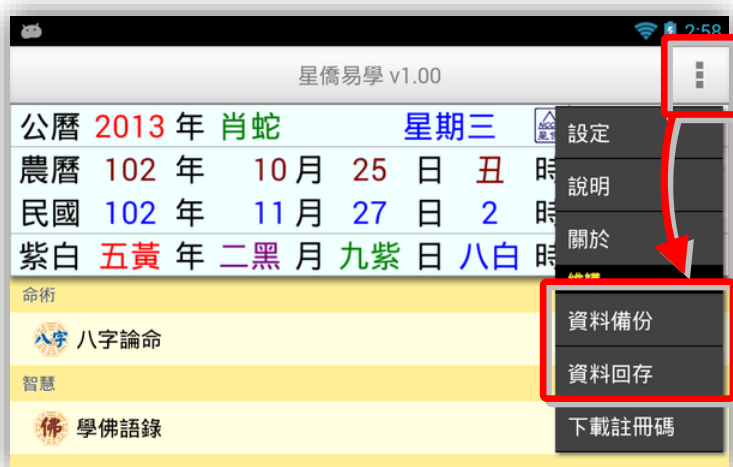 2:58
星僑易學 v1.00
公曆 2013 年 肖蛇 星期三
農曆 102 年 10 月 25 日 丑 時
民國 102 年 11 月 27 日 2 時
紫白 五黃 年 二黑 月 九紫 日 八白 時
命術
八字 八字論命
智慧
佛 學佛語錄
設定
說明
關於
資料備份
資料回存
下載註冊碼